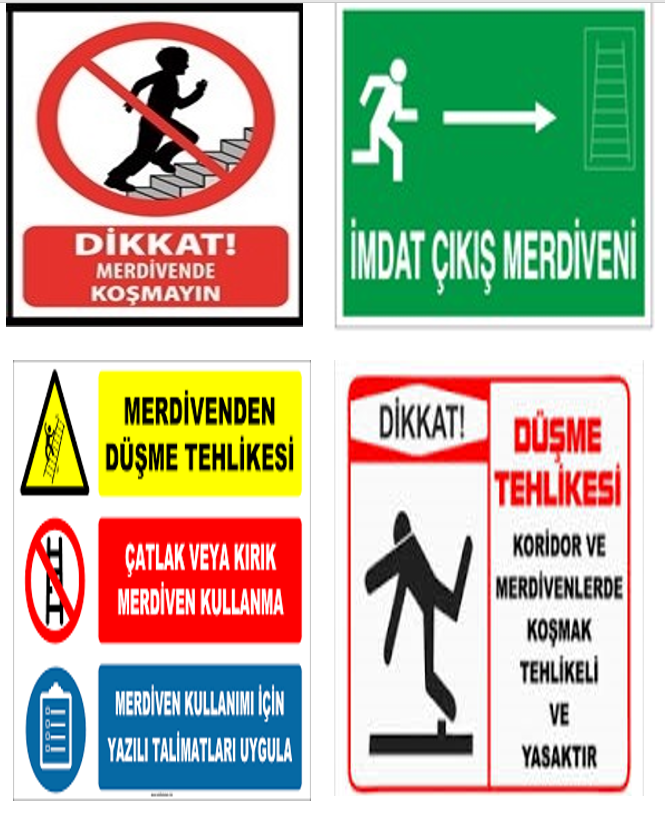 DİKKAT!
MERDİVENDE
KOŞMAYIN
İMDAT ÇIKIŞ MERDİVENİ
MERDİVENDEN
DÜŞME TEHLİKESİ
ÇATLAK VEYA KIRIK
MERDİVEN KULLANMA
MERDİVEN KULLANIMI İÇİN
YAZILI TALİMATLARI UYGULA
DİKKAT!
DÜŞME
TEHLİKESİ
KORİDOR VE
MERDİVENLERDE
KOŞMAK
TEHLİKELİ
VE
YASAKTIR